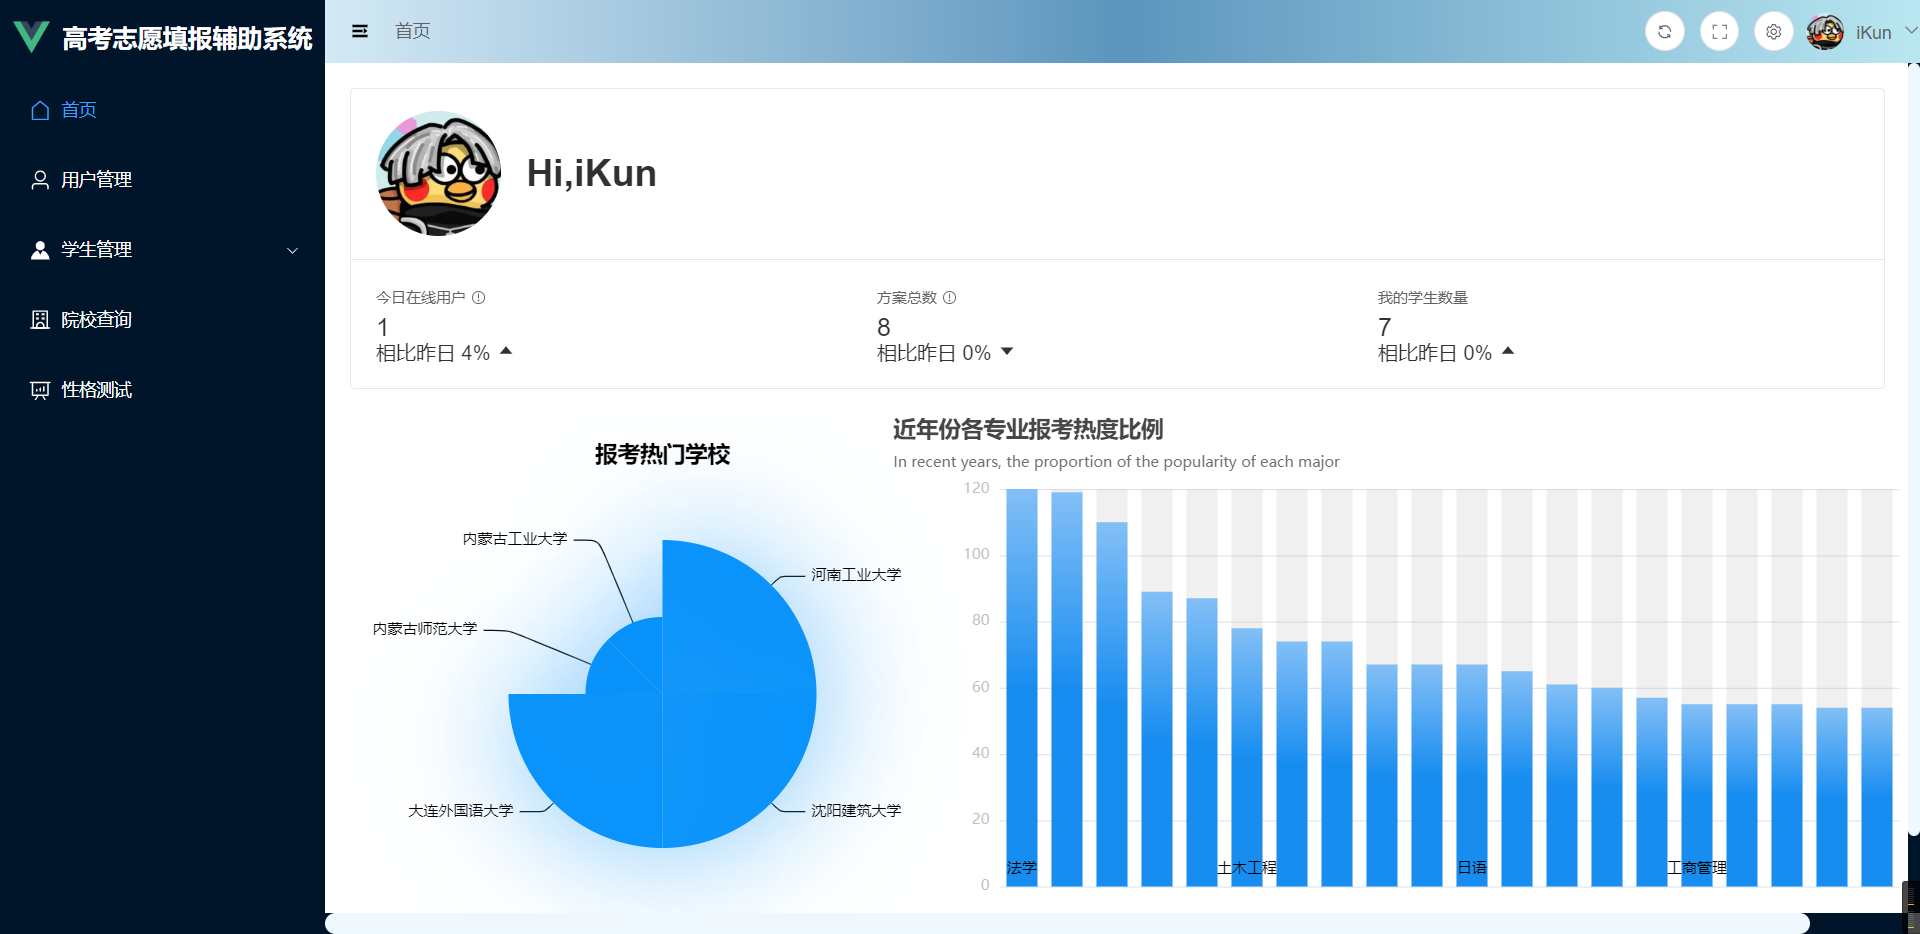 高考志愿填报辅助系统
首页
用户管理
学生管理
院校查询
性格测试
首页
iKun
Hi,iKun
今日在线用户
1
相比昨日 4%
方案总数
8
相比昨日 0%
我的学生数量
7
相比昨日 0%
报考热门学校
内蒙古工业大学
河南工业大学
内蒙古师范大学
大连外国语大学
沈阳建筑大学
近年份各专业报考热度比例
In recent years, the proportion of the popularity of each major
120
100
80
60
40
20
0
法学
土木工程
日语
工商管理